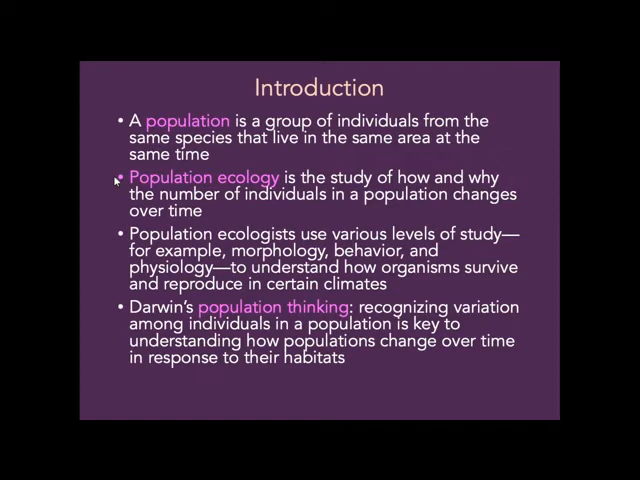 Introduction
• A population is a group of individuals from the
same species that live in the same area at the
same time
• Population ecology is the study of how and why
the number of individuals in a population changes
over time
• Population ecologists use various levels of study—
for example, morphology, behavior, and
physiology—to understand how organisms survive
and reproduce in certain climates
• Darwin’s population thinking: recognizing variation
among individuals in a population is key to
understanding how populations change over time
in response to their habitats